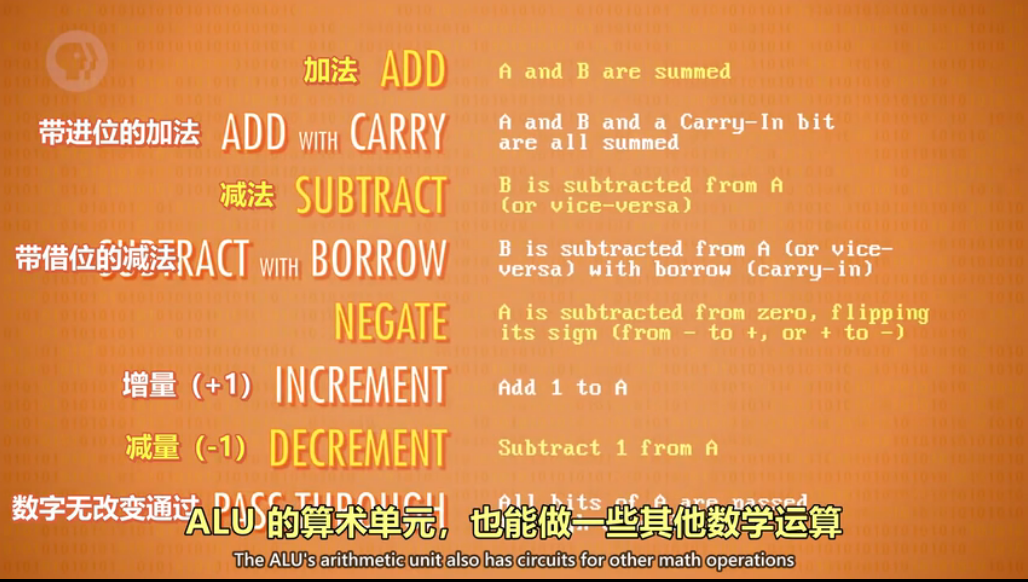 PBS
加法 ADD A and B are summed
带进位的加法 ADD WITH CARRY A and B and a Carry-In bit
are all summed
减法 SUBTRACT B is subtracted from A
(or vice-versa)
带借位的减法 SUBTRACT WITH BORROW B is subtracted from A (or vice-
versa) with borrow (carry-in)
NEGATE A is subtracted from zero, flipping
its sign (from - to +, or + to -)
增量（+1） INCREMENT Add 1 to A
减量（-1） DECREMENT Subtract 1 from A
数字无改变通过 PASS THROUGH All bits of A are passed
ALU 的算术单元，也能做一些其他数学运算
The ALU's arithmetic unit also has circuits for other math operations